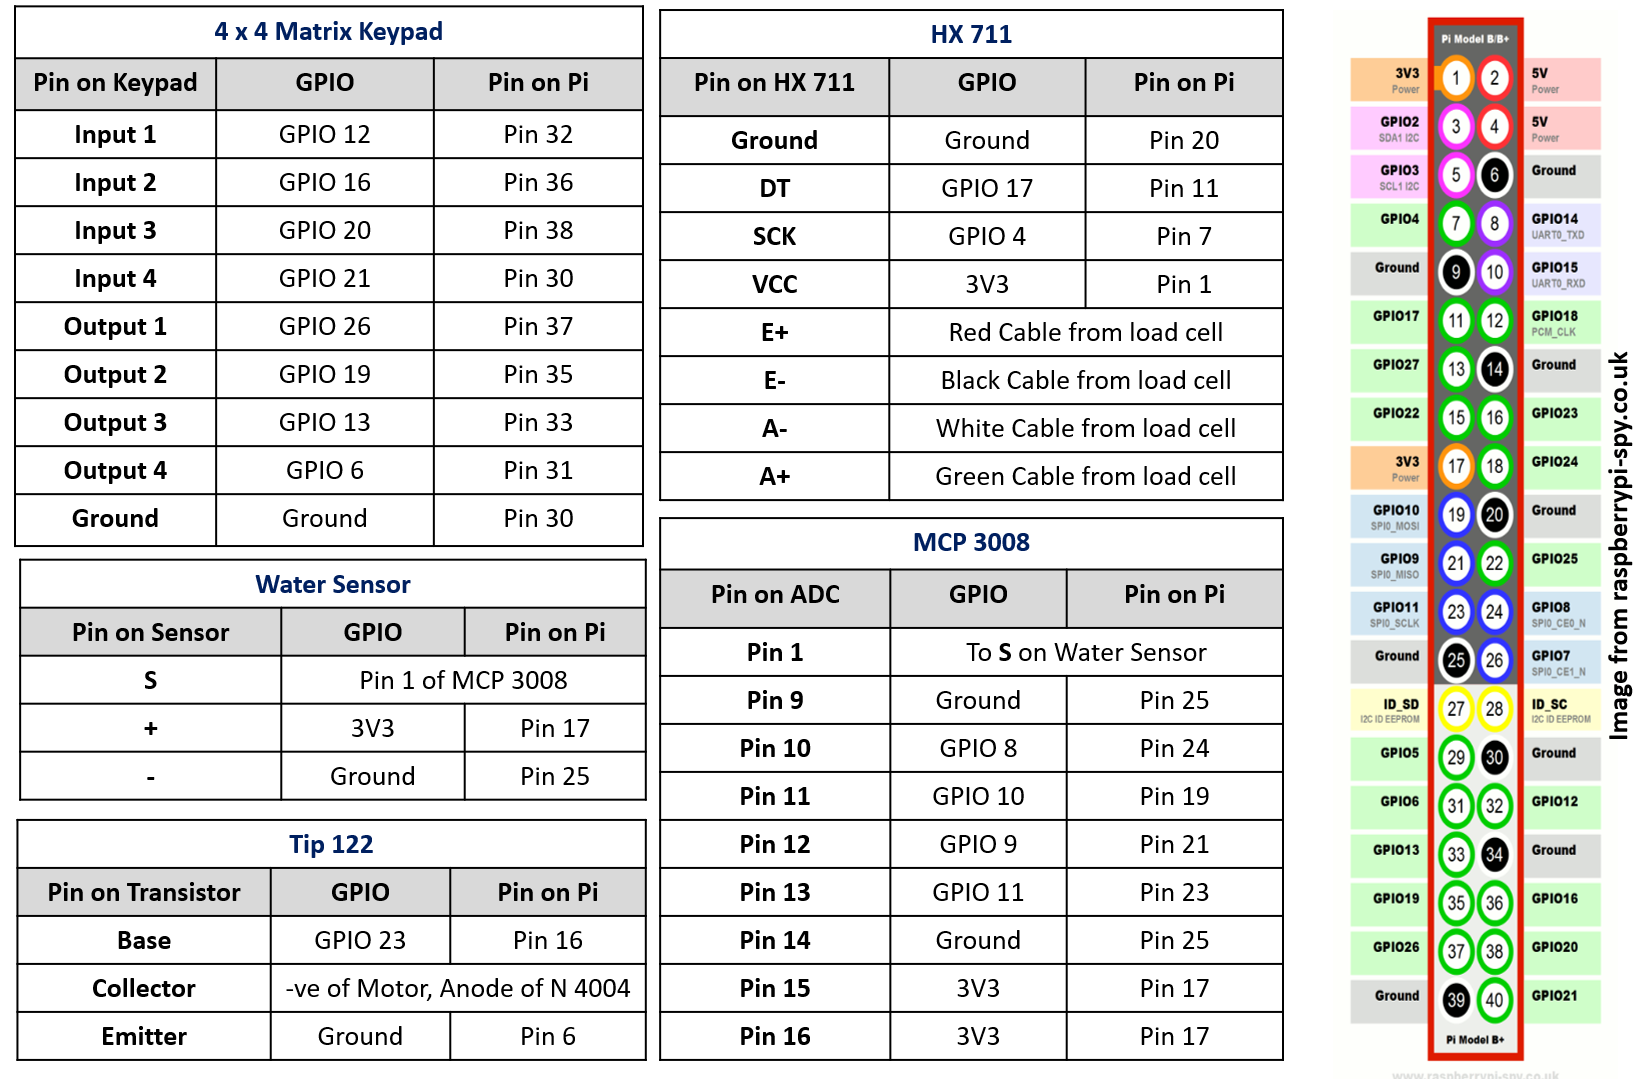 4 x 4 Matrix Keypad
Pin on Keypad GPIO Pin on Pi
Input 1 GPIO 12 Pin 32
Input 2 GPIO 16 Pin 36
Input 3 GPIO 20 Pin 38
Input 4 GPIO 21 Pin 30
Output 1 GPIO 26 Pin 37
Output 2 GPIO 19 Pin 35
Output 3 GPIO 13 Pin 33
Output 4 GPIO 6 Pin 31
Ground Ground Pin 30
Water Sensor
Pin on Sensor GPIO Pin on Pi
S Pin 1 of MCP 3008
+ 3V3 Pin 17
- Ground Pin 25
Tip 122
Pin on Transistor GPIO Pin on Pi
Base GPIO 23 Pin 16
Collector -ve of Motor, Anode of N 4004
Emitter Ground Pin 6
HX 711
Pin on HX 711 GPIO Pin on Pi
Ground Ground Pin 20
DT GPIO 17 Pin 11
SCK GPIO 4 Pin 7
VCC 3V3 Pin 1
E+ Red Cable from load cell
E- Black Cable from load cell
A- White Cable from load cell
A+ Green Cable from load cell
MCP 3008
Pin on ADC GPIO Pin on Pi
Pin 1 To S on Water Sensor
Pin 9 Ground Pin 25
Pin 10 GPIO 8 Pin 24
Pin 11 GPIO 10 Pin 19
Pin 12 GPIO 9 Pin 21
Pin 13 GPIO 11 Pin 23
Pin 14 Ground Pin 25
Pin 15 3V3 Pin 17
Pin 16 3V3 Pin 17
Pi Model B/B+
3V3 1 2 5V
Power Power
GPIO2 3 4 5V
SDA1 I2C Power
GPIO3 5 6 Ground
SCL1 I2C
GPIO4 7 8 GPIO14
UART0_TXD
Ground 9 10 GPIO15
UART0_RXD
GPIO17 11 12 GPIO18
PCM_CLK
GPIO27 13 14 Ground
GPIO22 15 16 GPIO23
3V3 17 18 GPIO24
Power
GPIO10 19 20 Ground
SPI0_MOSI
GPIO9 21 22 GPIO25
SPI0_MISO
GPIO11 23 24 GPIO8
SPI0_SCLK SPI0_CE0_N
Ground 25 26 GPIO7
SPI0_CE1_N
ID_SD 27 28 ID_SC
I2C ID EEPROM I2C ID EEPROM
GPIO5 29 30 Ground
GPIO6 31 32 GPIO12
GPIO13 33 34 Ground
GPIO19 35 36 GPIO16
GPIO26 37 38 GPIO20
Ground 39 40 GPIO21
Pi Model B+
www.raspberrypi-spy.co.uk
Image from raspberrypi-spy.co.uk